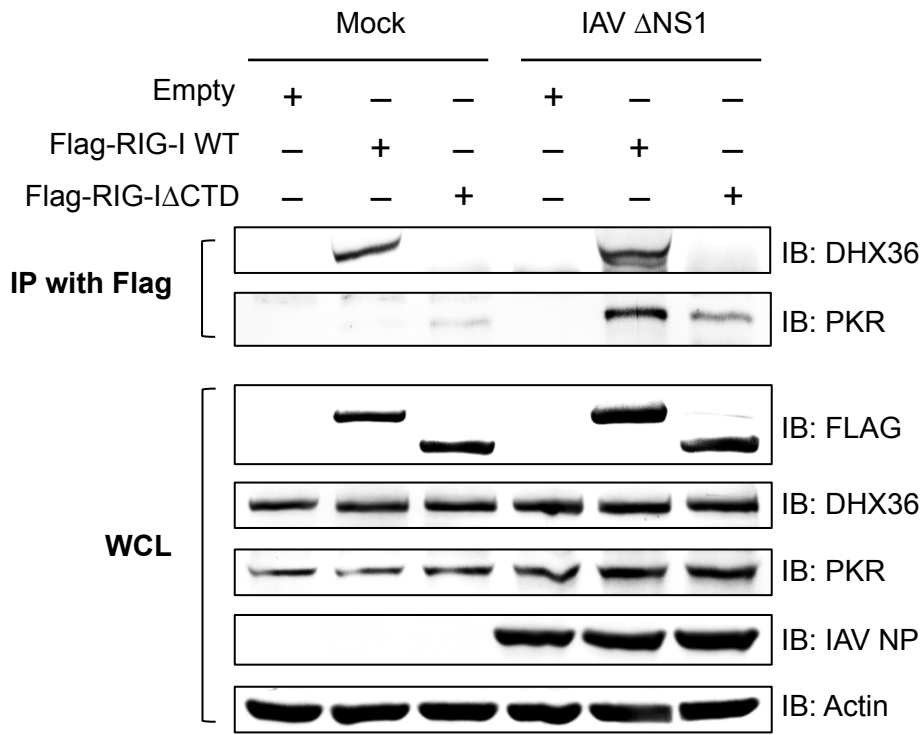 Mock IAV ΔNS1
Empty + – – + – –
Flag-RIG-I WT – + – – + –
Flag-RIG-IΔCTD – – + – – +
IB: DHX36
IP with Flag
IB: PKR
IB: FLAG
IB: DHX36
WCL
IB: PKR
IB: IAV NP
IB: Actin